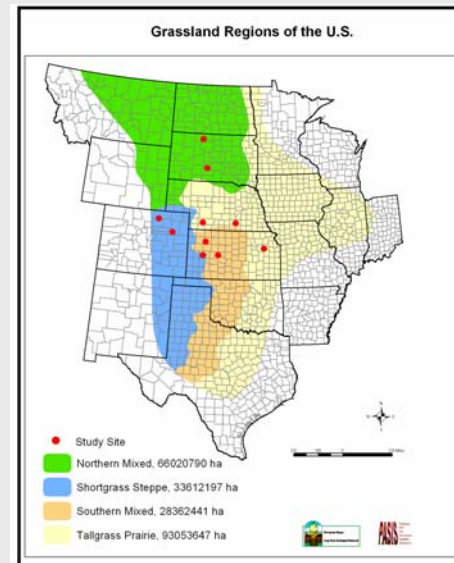 Grassland Regions of the U.S.
Study Site
Northern Mixed, 66020790 ha
Shortgrass Steppe, 33612197 ha
Southern Mixed, 28362441 ha
Tallgrass Prairie, 93053647 ha
PASIS